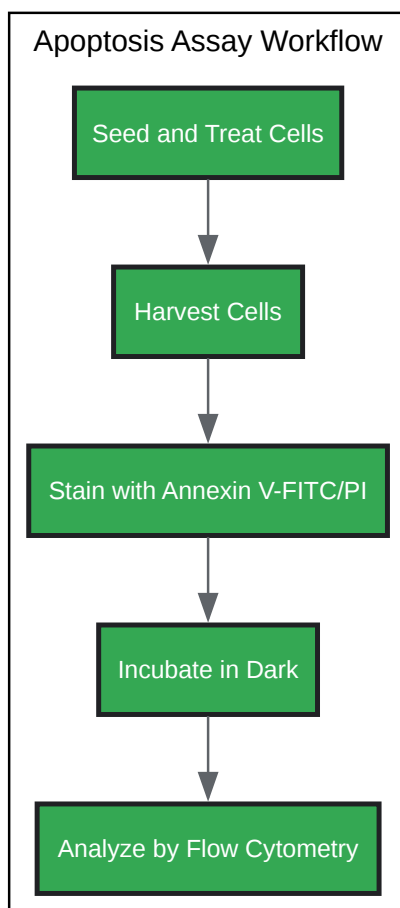 Apoptosis Assay Workflow
Seed and Treat Cells
Harvest Cells
Stain with Annexin V-FITC/PI
Incubate in Dark
Analyze by Flow Cytometry